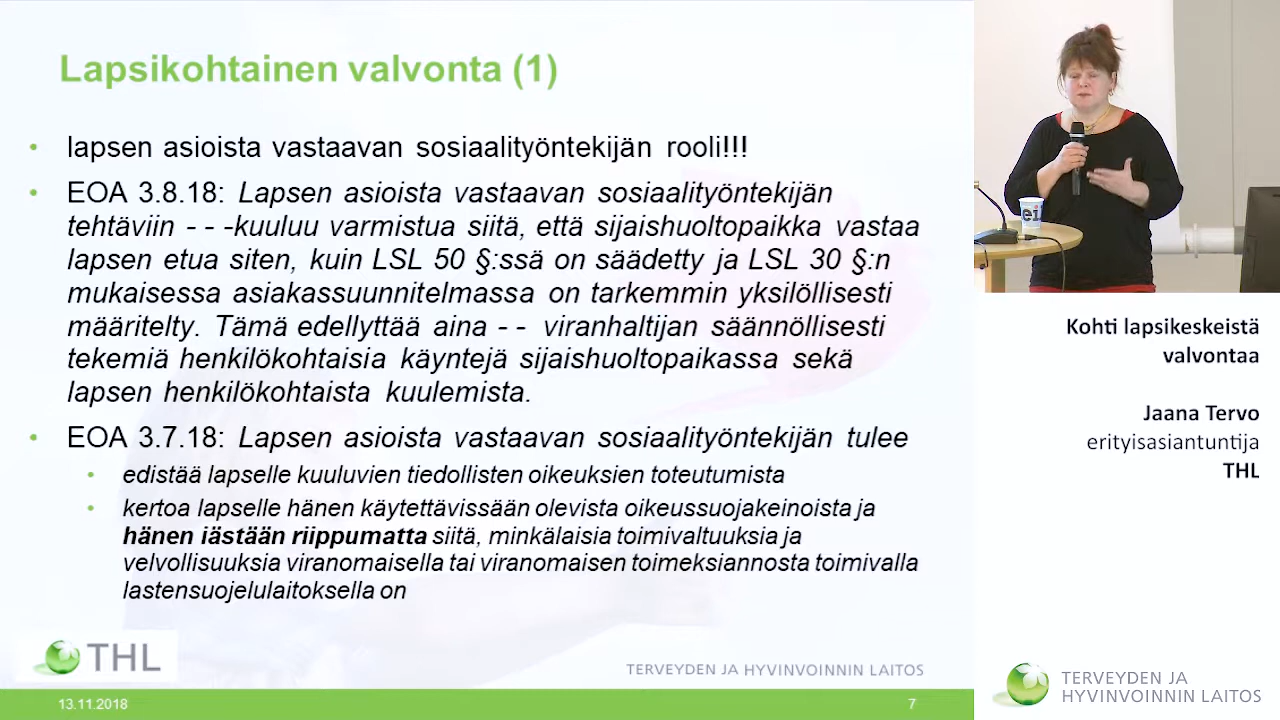 Lapsikohtainen valvonta (1)
• lapsen asioista vastaavan sosiaalityöntekijän rooli!!!
• EOA 3.8.18: Lapsen asioista vastaavan sosiaalityöntekijän
tehtäviin - - -kuuluu varmistua siitä, että sijaishuoltopaikka vastaa
lapsen etua siten, kuin LSL 50 §:ssä on säädetty ja LSL 30 §:n
mukaisessa asiakassuunnitelmassa on tarkemmin yksilöllisesti
määritelty. Tämä edellyttää aina - - viranhaltijan säännöllisesti
tekemiä henkilökohtaisia käyntejä sijaishuoltopaikassa sekä
lapsen henkilökohtaista kuulemista.
• EOA 3.7.18: Lapsen asioista vastaavan sosiaalityöntekijän tulee
• edistää lapselle kuuluvien tiedollisten oikeuksien toteutumista
• kertoa lapselle hänen käytettävissään olevista oikeussuojakeinoista ja
hänen iästään riippumatta siitä, minkälaisia toimivaltuuksia ja
velvollisuuksia viranomaisella tai viranomaisen toimeksiannosta toimivalla
lastensuojelulaitoksella on
THL
TERVEYDEN JA HYVINVOINNIN LAITOS
13.11.2018
7
Kohti lapsikeskeistä
valvontaa
Jaana Tervo
erityisasiantuntija
THL
TERVEYDEN JA
HYVINVOINNIN LAITOS